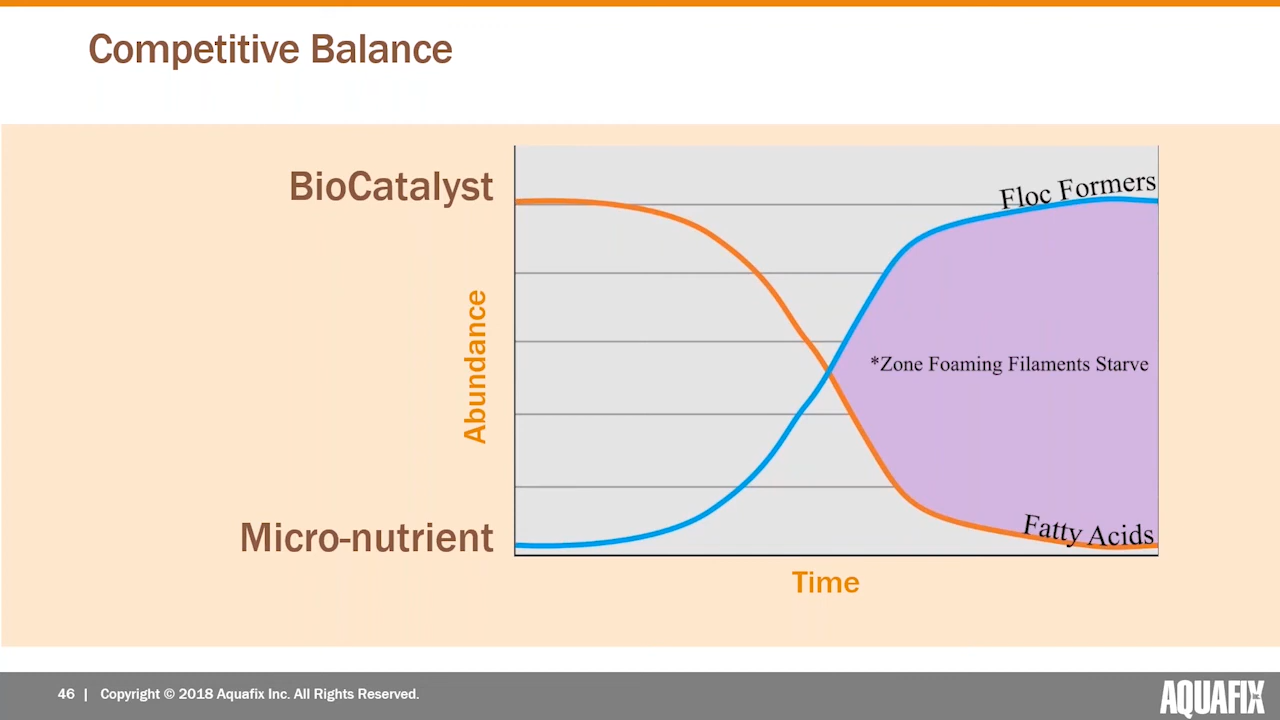 Competitive Balance
BioCatalyst
Floc Formers
Abundance
*Zone Foaming Filaments Starve
Micro-nutrient
Fatty Acids
Time
46 | Copyright © 2018 Aquafix Inc. All Rights Reserved.
AQUAFIX INC.